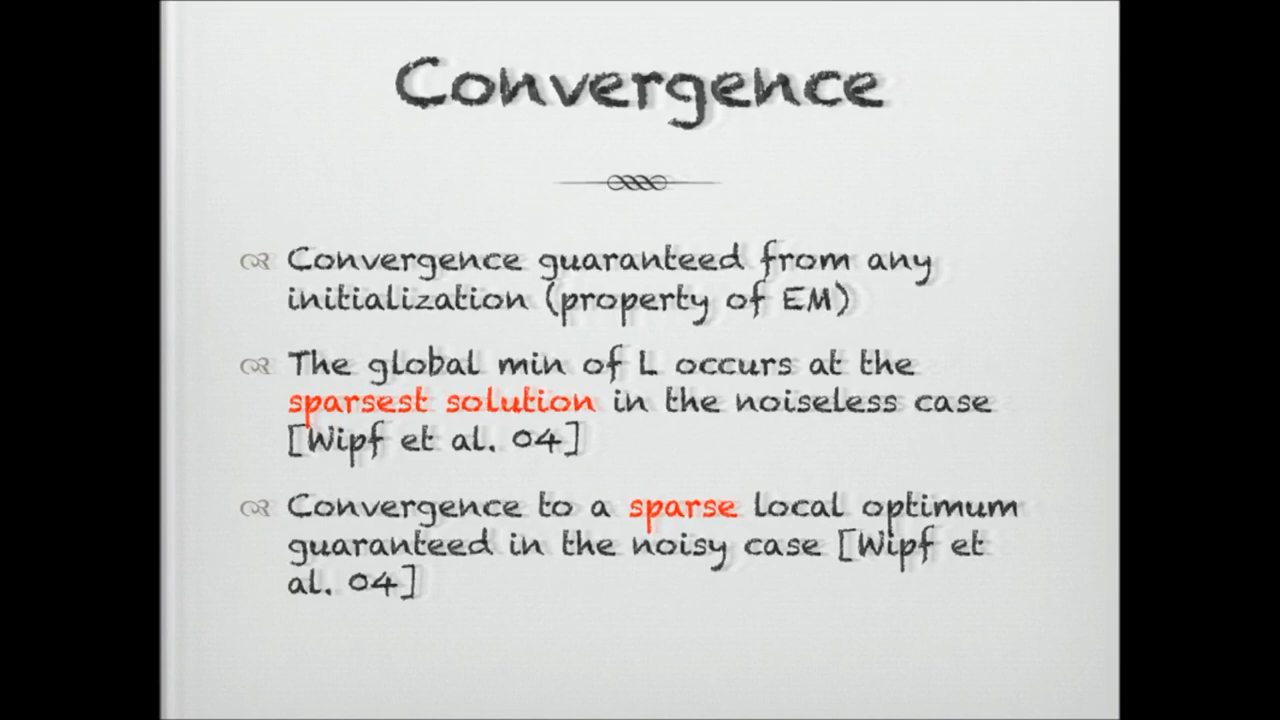 Convergence
Convergence guaranteed from any
initialization (property of EM)
The global min of L occurs at the
sparsest solution in the noiseless case
[Wipf et al. 04]
Convergence to a sparse local optimum
guaranteed in the noisy case [Wipf et
al. 04]